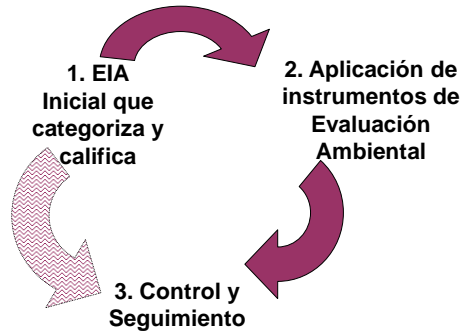 1. EIA
Inicial que
categoriza y
califica
2. Aplicación de
instrumentos de
Evaluación
Ambiental
3. Control y
Seguimiento